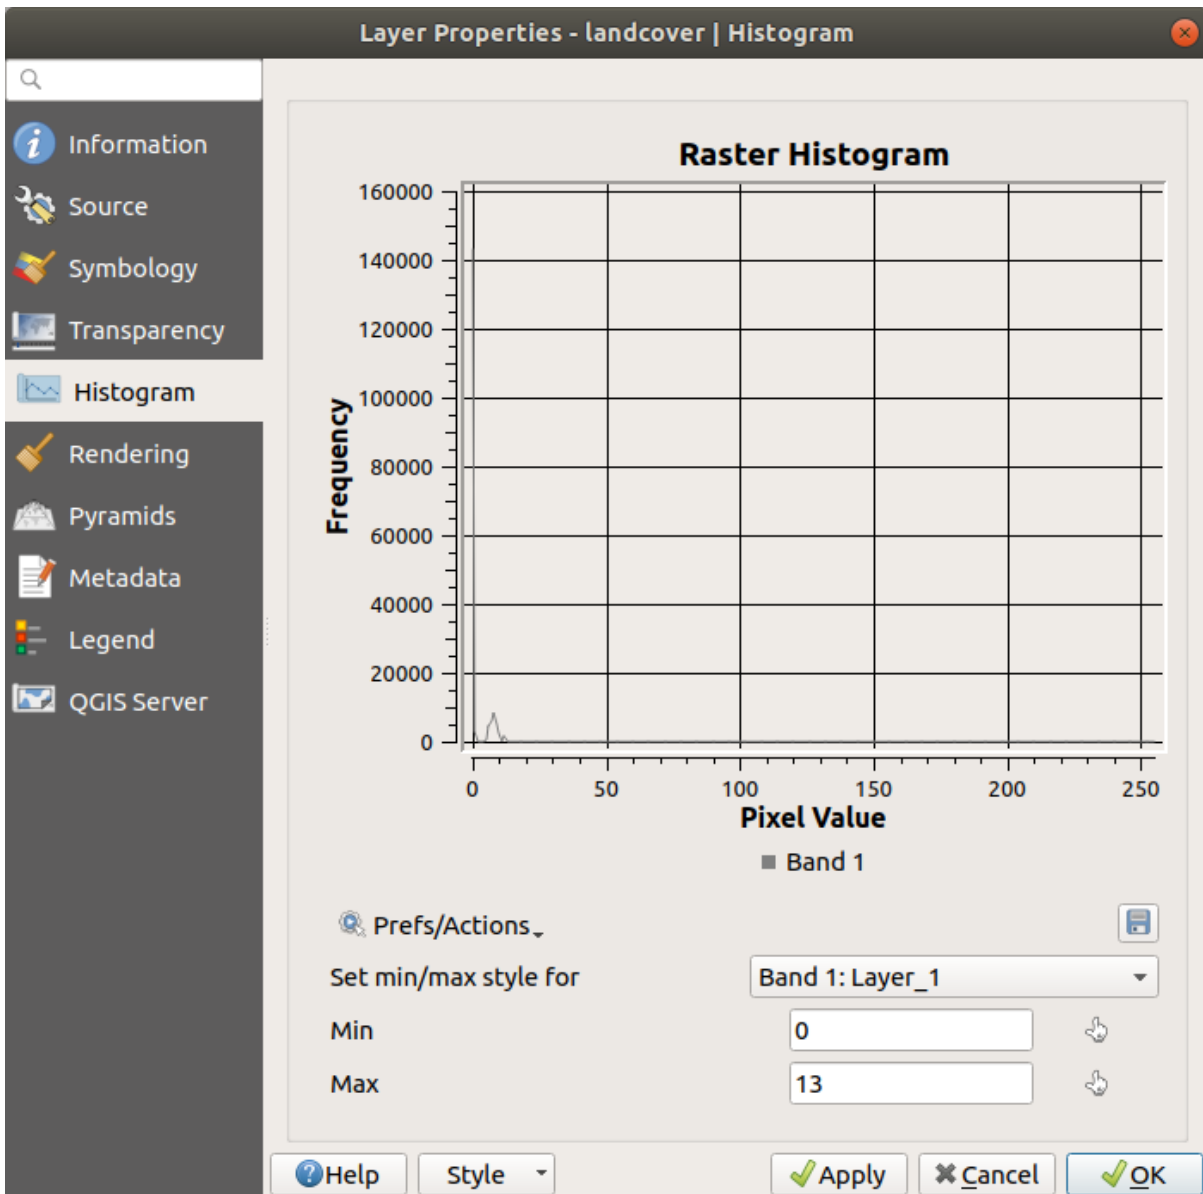 Layer Properties - landcover | Histogram
Information
Source
Symbology
Transparency
Histogram
Rendering
Pyramids
Metadata
Legend
QGIS Server
Raster Histogram
160000
140000
120000
100000
80000
60000
40000
20000
0
Frequency
0 50 100 150 200 250
Pixel Value
Band 1
Prefs/Actions
Set min/max style for Band 1: Layer_1
Min 0
Max 13
Help Style Apply Cancel OK